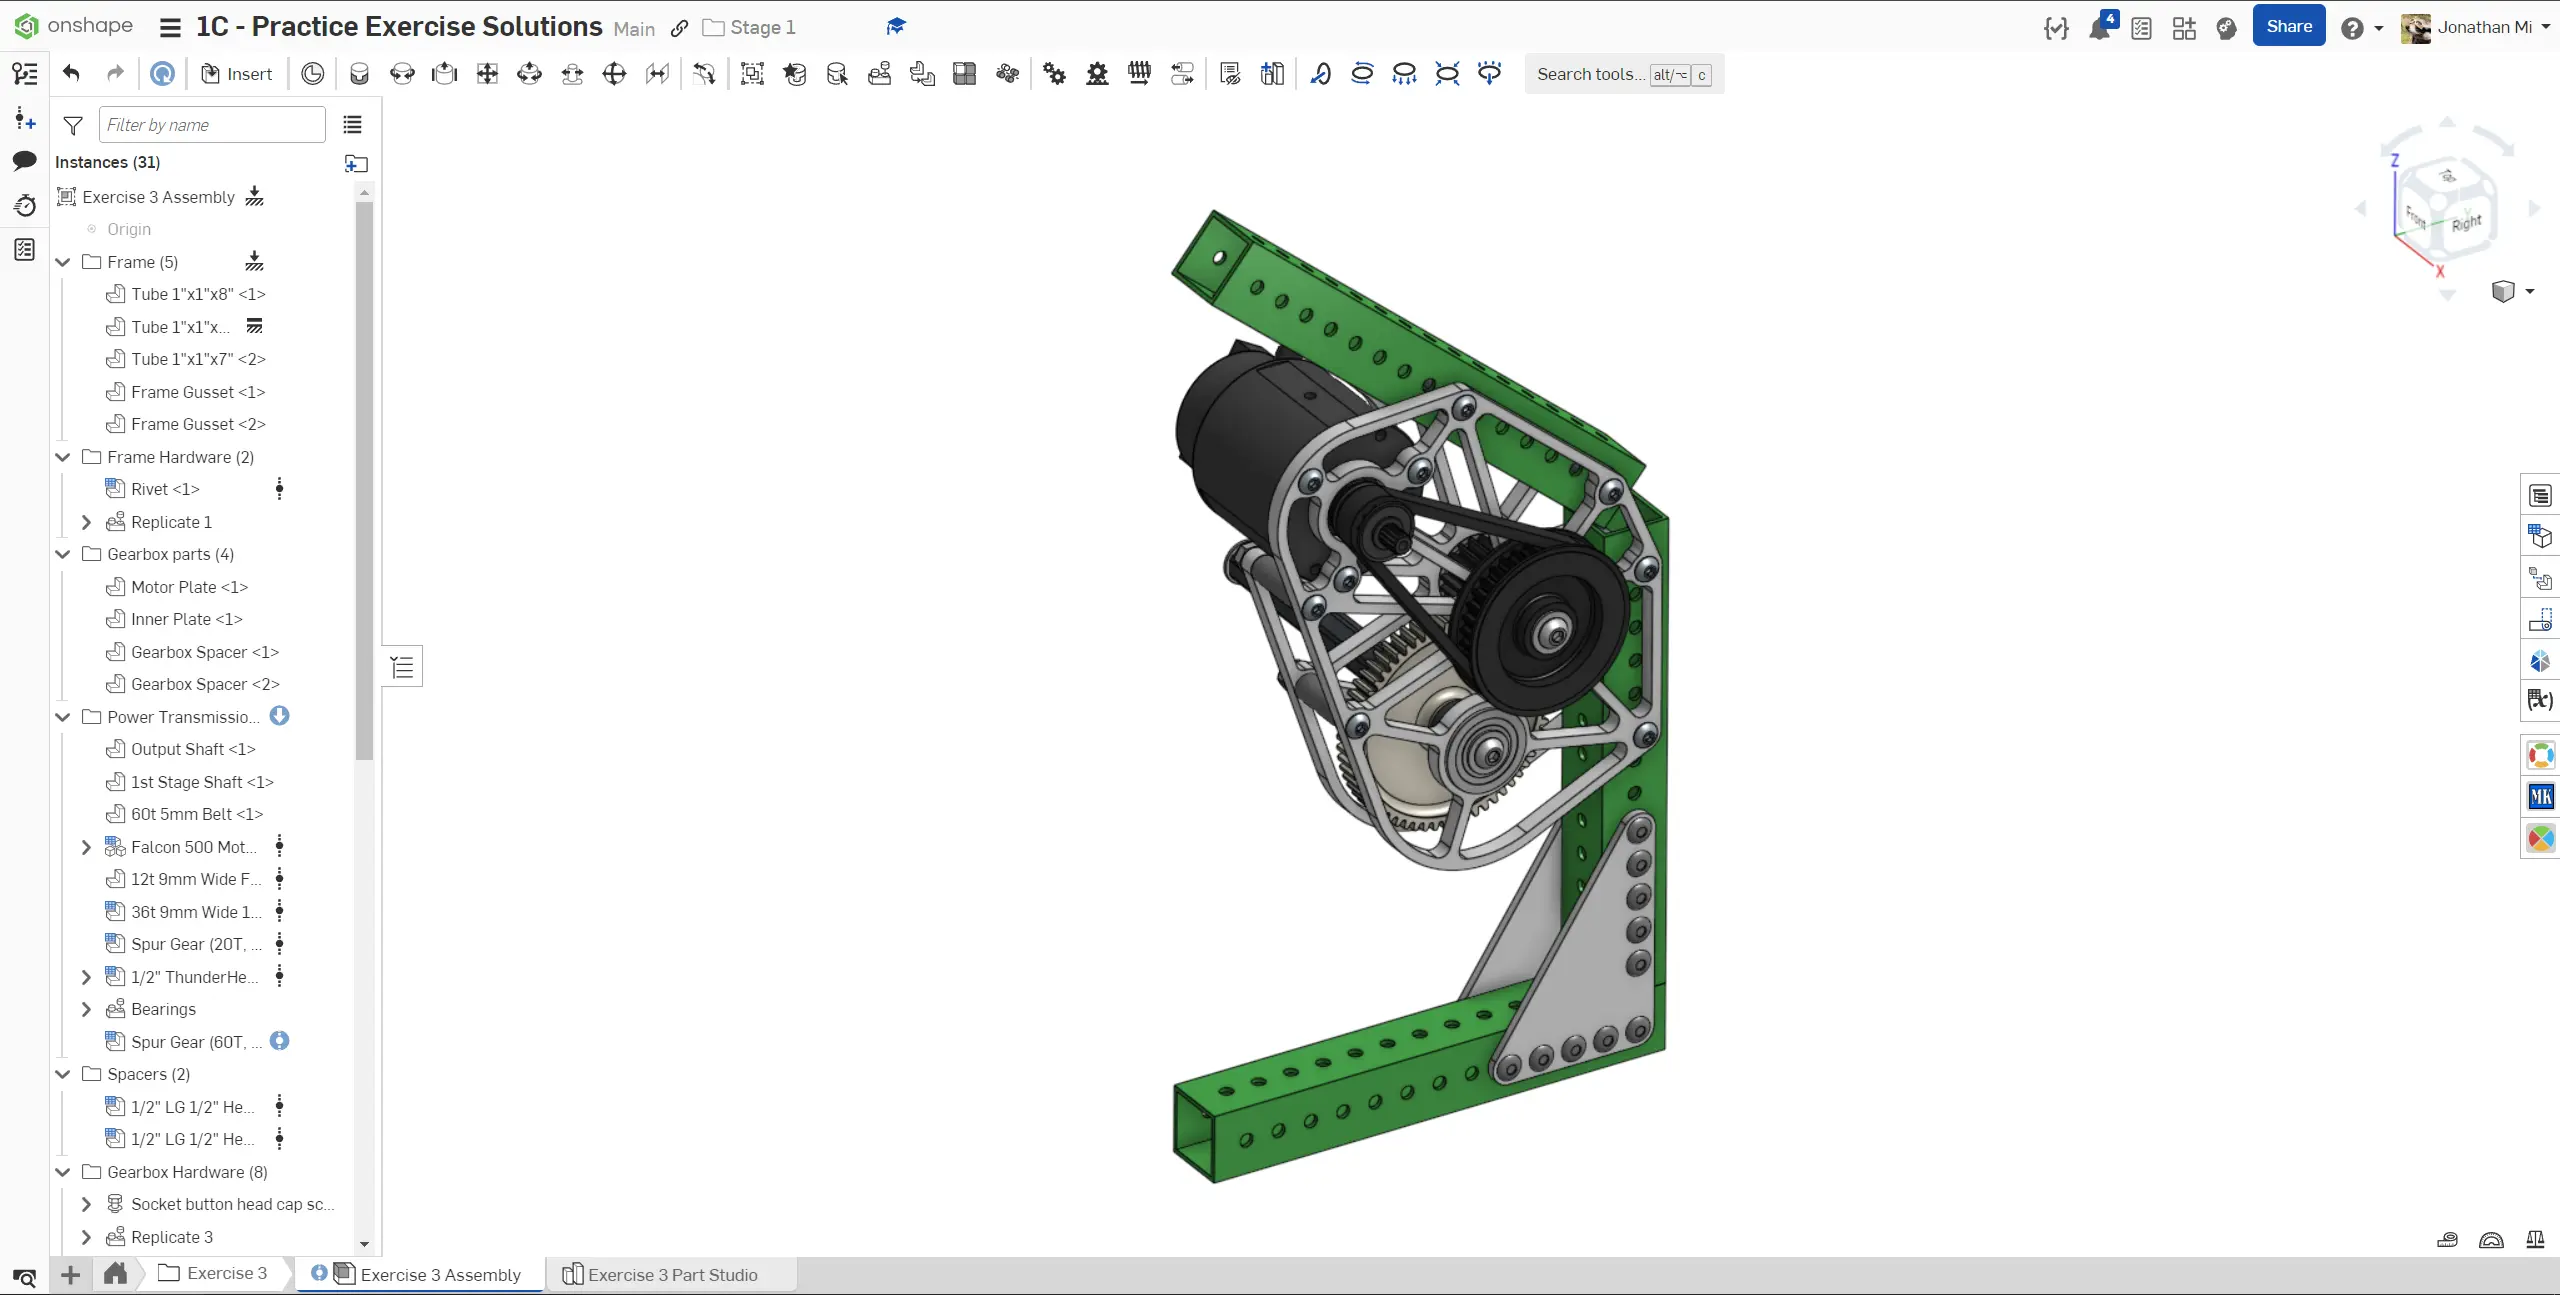 onshape
1C - Practice Exercise Solutions Main Stage 1
4
Share
Jonathan Mi
Insert
Search tools... alt/⌥ c
Filter by name
Instances (31)
Exercise 3 Assembly
Origin
Frame (5)
Tube 1"x1"x8" <1>
Tube 1"x1"x...
Tube 1"x1"x7" <2>
Frame Gusset <1>
Frame Gusset <2>
Frame Hardware (2)
Rivet <1>
Replicate 1
Gearbox parts (4)
Motor Plate <1>
Inner Plate <1>
Gearbox Spacer <1>
Gearbox Spacer <2>
Power Transmissio...
Output Shaft <1>
1st Stage Shaft <1>
60t 5mm Belt <1>
Falcon 500 Mot...
12t 9mm Wide F...
36t 9mm Wide 1...
Spur Gear (20T, ...
1/2" ThunderHe...
Bearings
Spur Gear (60T, ...
Spacers (2)
1/2" LG 1/2" He...
1/2" LG 1/2" He...
Gearbox Hardware (8)
Socket button head cap sc...
Replicate 3
Z
Front
Right
X
MK
(x)
Exercise 3
Exercise 3 Assembly
Exercise 3 Part Studio